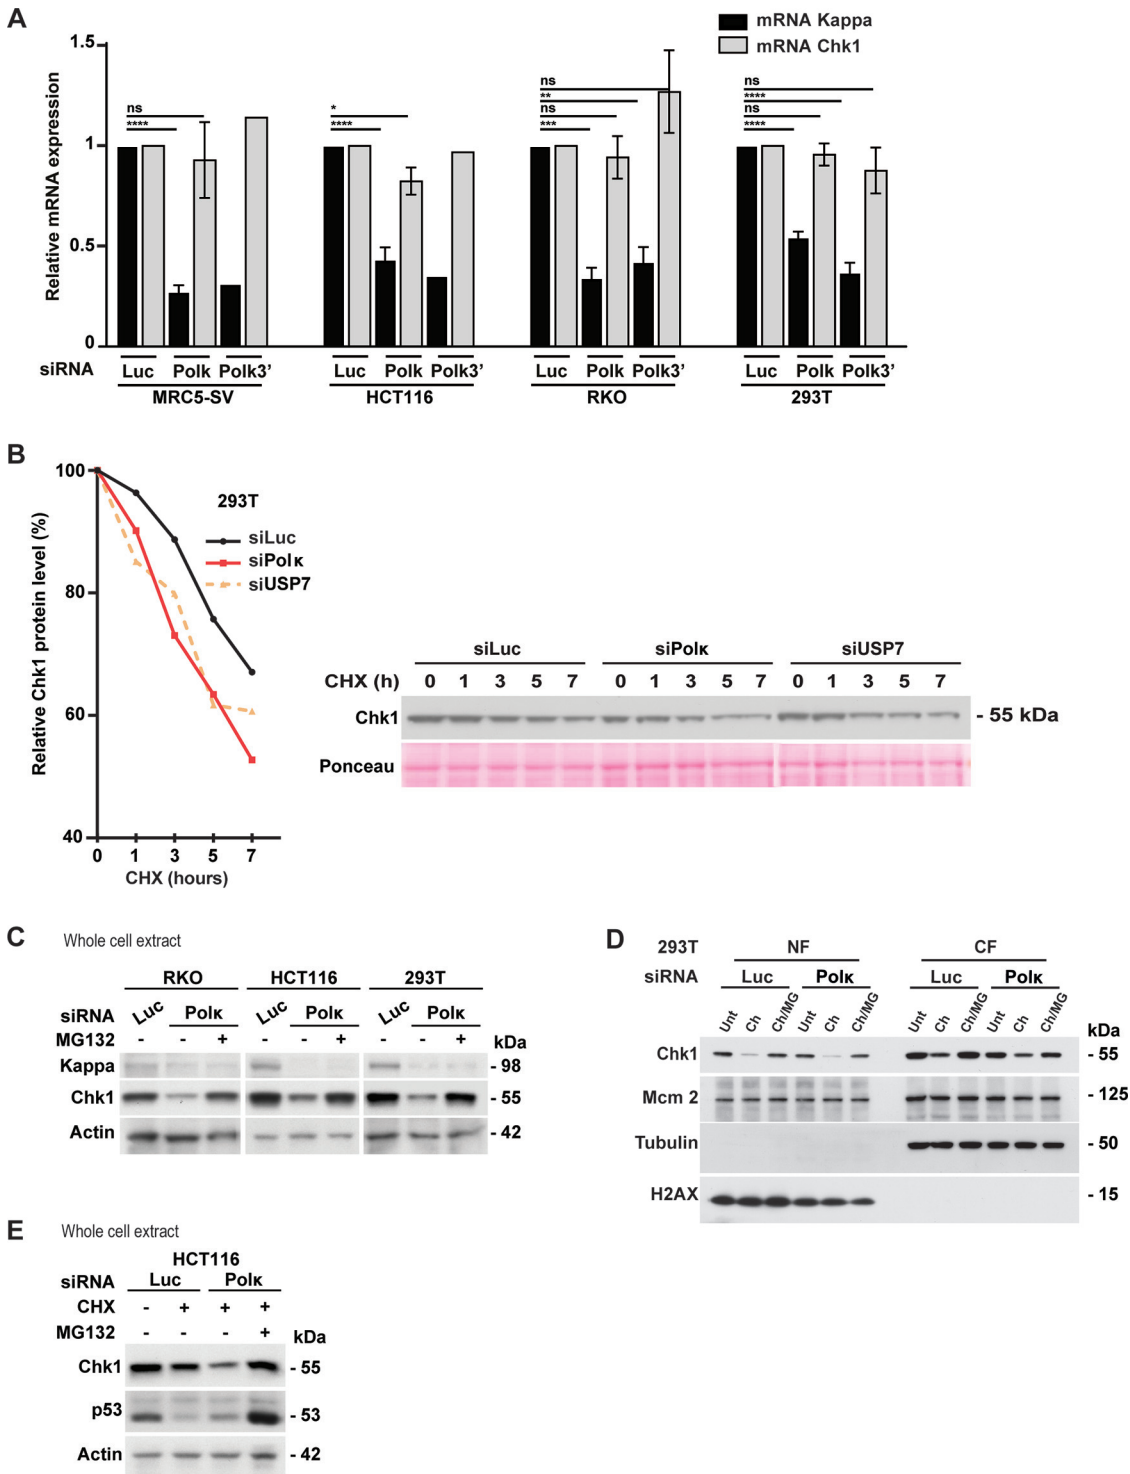 A
mRNA Kappa
mRNA Chk1
Relative mRNA expression
1.5
1
0.5
0
ns
****
*
****
ns
**
ns
***
ns
****
ns
****
siRNA
Luc Polk Polk3’ Luc Polk Polk3’ Luc Polk Polk3’ Luc Polk Polk3’
MRC5-SV HCT116 RKO 293T
B
Relative Chk1 protein level (%)
100
80
60
40
293T
siLuc
siPolκ
siUSP7
0 1 3 5 7
CHX (hours)
siLuc siPolκ siUSP7
CHX (h) 0 1 3 5 7 0 1 3 5 7 0 1 3 5 7
Chk1 - 55 kDa
Ponceau
C Whole cell extract
RKO HCT116 293T
siRNA Luc Polκ Luc Polκ Luc Polκ
MG132 - - + - - + - - + kDa
Kappa - 98
Chk1 - 55
Actin - 42
D
293T NF CF
siRNA Luc Polκ Luc Polκ
Unt Ch Ch/MG Unt Ch Ch/MG Unt Ch Ch/MG Unt Ch Ch/MG
kDa
Chk1 - 55
Mcm 2 - 125
Tubulin - 50
H2AX - 15
E Whole cell extract
HCT116
siRNA Luc Polκ
CHX - + + +
MG132 - - - + kDa
Chk1 - 55
p53 - 53
Actin - 42